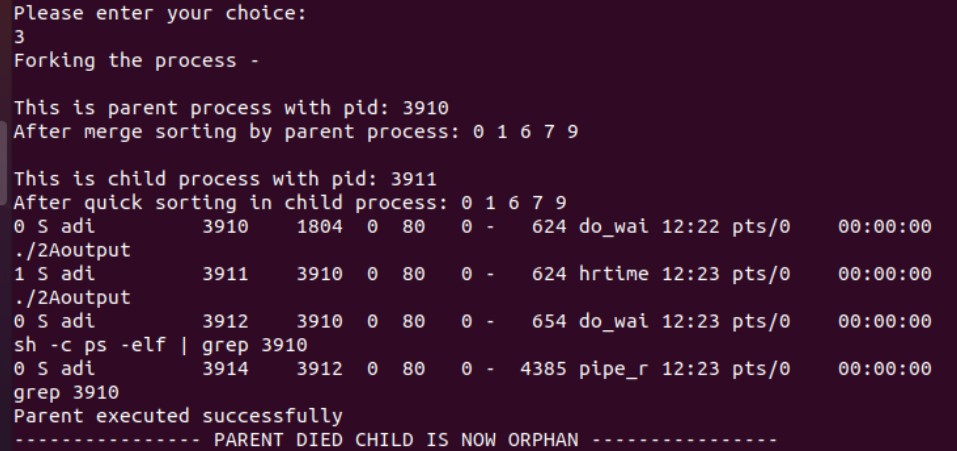 Please enter your choice:
3
Forking the process -
This is parent process with pid: 3910
After merge sorting by parent process: 0 1 6 7 9
This is child process with pid: 3911
After quick sorting in child process: 0 1 6 7 9
0 S adi         3910    1804  0  80   0 -   624 do_wai 12:22 pts/0    00:00:00
./2Aoutput
1 S adi         3911    3910  0  80   0 -   624 hrtime 12:23 pts/0    00:00:00
./2Aoutput
0 S adi         3912    3910  0  80   0 -   654 do_wai 12:23 pts/0    00:00:00
sh -c ps -elf | grep 3910
0 S adi         3914    3912  0  80   0 -  4385 pipe_r 12:23 pts/0    00:00:00
grep 3910
Parent executed successfully
---------------- PARENT DIED CHILD IS NOW ORPHAN ----------------